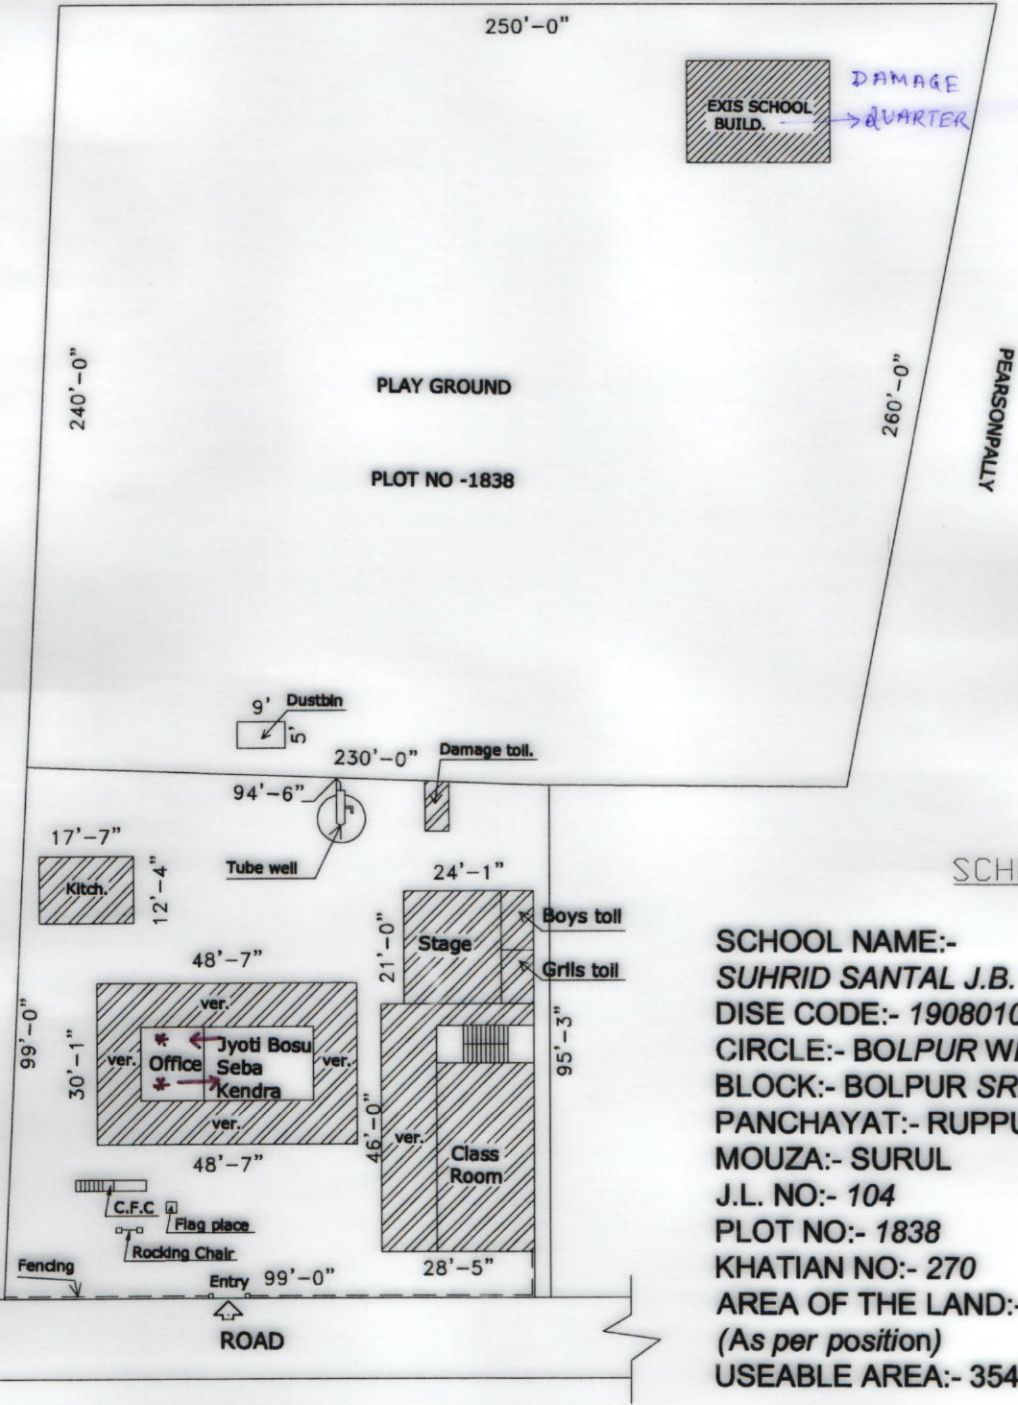 250'-0"
EXIS SCHOOL
BUILD.
DAMAGE
QUARTER
240'-0"
PLAY GROUND
PLOT NO -1838
260'-0"
PEARSONPALLY
9'
Dustbin
5'
230'-0"
Damage toil.
94'-6"
Tube well
17'-7"
Kitch.
12'-4"
24'-1"
Boys toil
Stage
21'-0"
Grils toil
48'-7"
ver.
99'-0"
30'-1"
ver.
Office
Jyoti Bosu
Seba
Kendra
ver.
ver.
48'-7"
95'-3"
46'-0"
ver.
Class
Room
C.F.C
Flag place
Rocking Chair
Fencing
Entry
99'-0"
28'-5"
ROAD
SCH
SCHOOL NAME:-
SUHRID SANTAL J.B.
DISE CODE:- 1908010
CIRCLE:- BOLPUR W
BLOCK:- BOLPUR SR
PANCHAYAT:- RUPPU
MOUZA:- SURUL
J.L. NO:- 104
PLOT NO:- 1838
KHATIAN NO:- 270
AREA OF THE LAND:-
(As per position)
USEABLE AREA:- 354